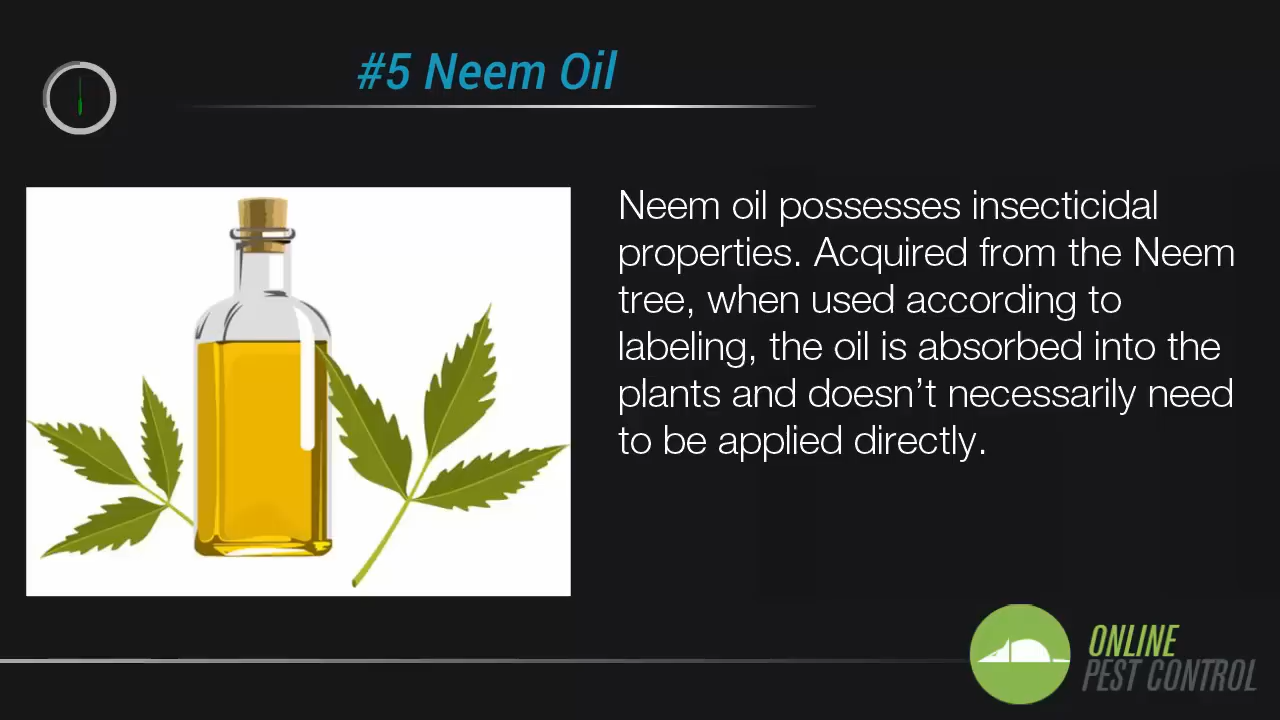 #5 Neem Oil
Neem oil possesses insecticidal
properties. Acquired from the Neem
tree, when used according to
labeling, the oil is absorbed into the
plants and doesn’t necessarily need
to be applied directly.
ONLINE
PEST CONTROL